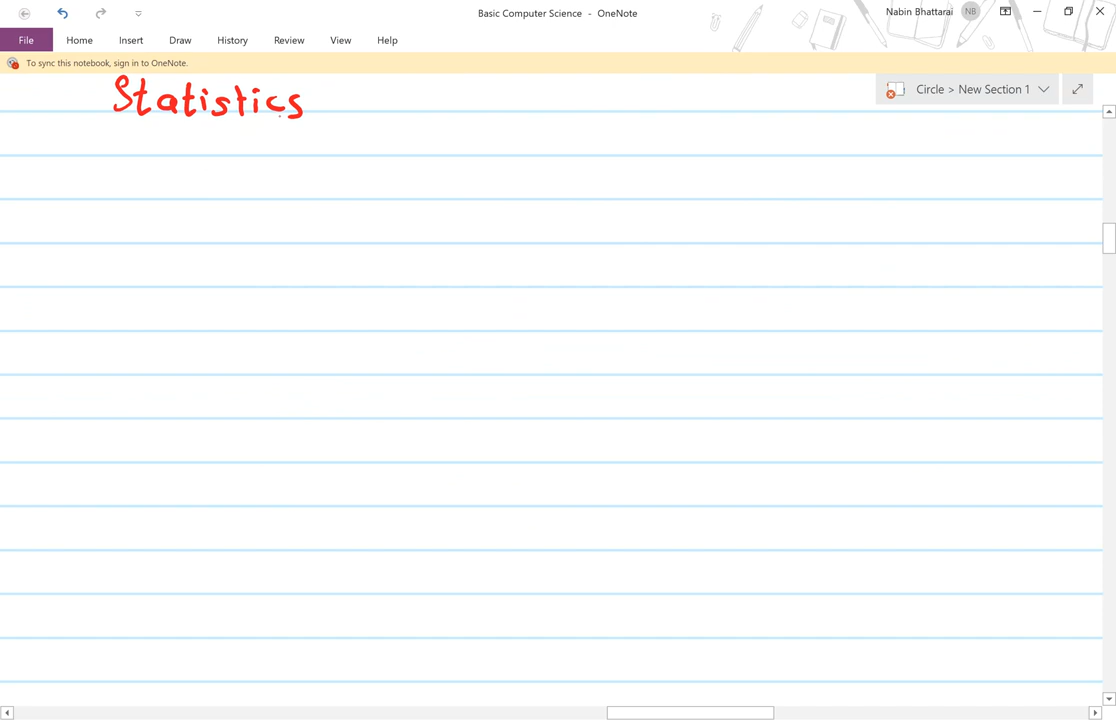 Basic Computer Science - OneNote
Nabin Bhattarai NB
File Home Insert Draw History Review View Help
To sync this notebook, sign in to OneNote.
Statistics
Circle > New Section 1